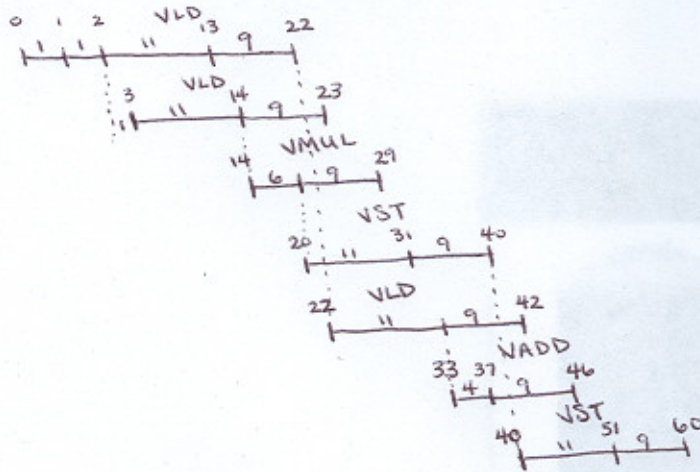 VLD
0 1 2 13 22
1 1 11 9
VLD
3 14 23
1 11 9
VMUL
14 29
6 9
VST
20 31 40
11 9
VLD
22 42
11 9
VADD
33 37 46
4 9
VST
40 51 60
11 9